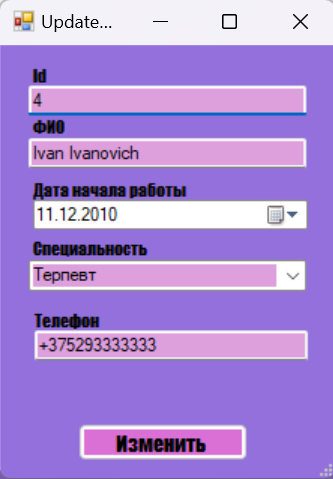 Update...
Id
4
ФИО
Ivan Ivanovich
Дата начала работы
11.12.2010
Специальность
Терпевт
Телефон
+375293333333
Изменить